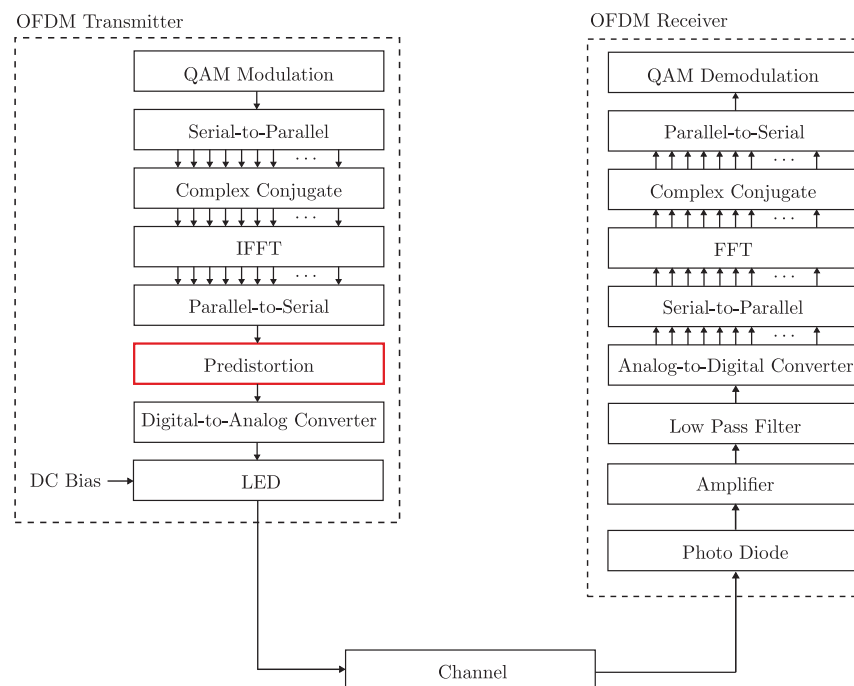 OFDM Transmitter
QAM Modulation
Serial-to-Parallel
...
Complex Conjugate
...
IFFT
...
Parallel-to-Serial
Predistortion
Digital-to-Analog Converter
DC Bias
LED
Channel
OFDM Receiver
QAM Demodulation
Parallel-to-Serial
...
Complex Conjugate
...
FFT
...
Serial-to-Parallel
...
Analog-to-Digital Converter
Low Pass Filter
Amplifier
Photo Diode